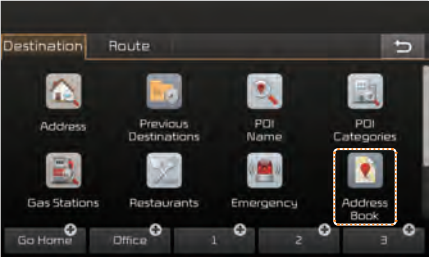 Destination Route
Address
Previous
Destinations
POI
Name
POI
Categories
Gas Stations
Restaurants
Emergency
Address
Book
Go Home Office 1 2 3